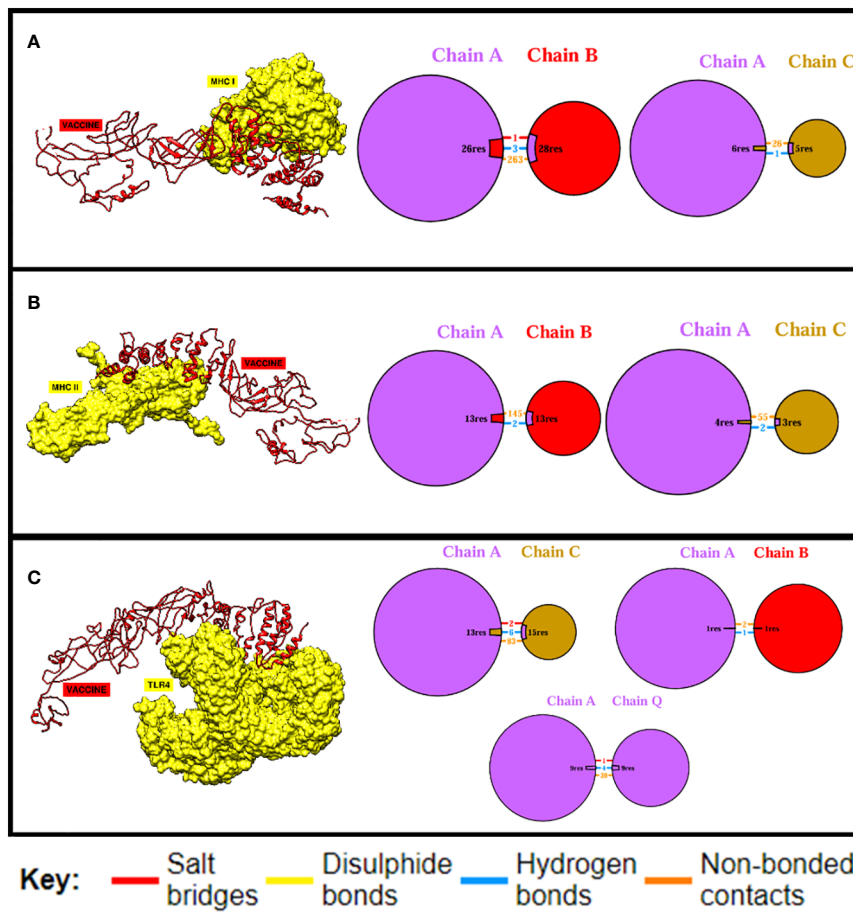 A
MHC I
VACCINE
Chain A Chain B
26res
1
3
263
28res
Chain A Chain C
6res
26
1
5res
B
MHC II
VACCINE
Chain A Chain B
13res
145
2
13res
Chain A Chain C
4res
55
2
3res
C
VACCINE
TLR4
Chain A Chain C
13res
2
6
83
15res
Chain A Chain B
1res
2
1
1res
Chain A Chain Q
9res
1
4
9res
Key: Salt bridges Disulphide bonds Hydrogen bonds Non-bonded contacts